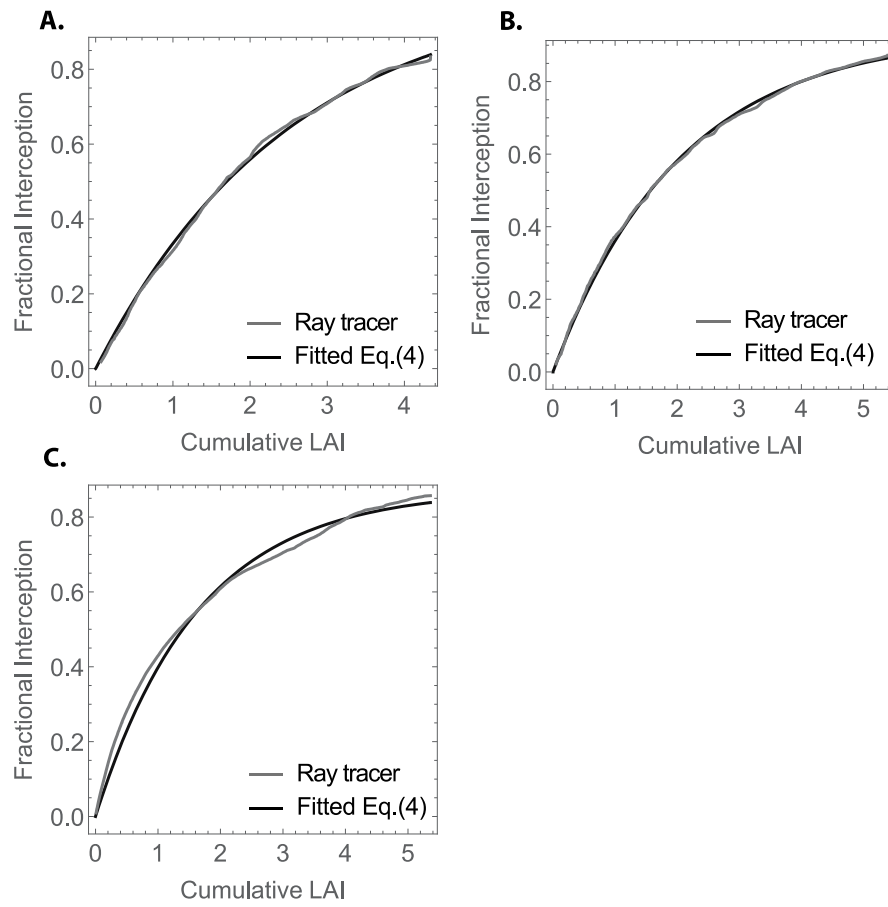 A.
Fractional Interception
0.8
0.6
0.4
0.2
0.0
0 1 2 3 4
Cumulative LAI
Ray tracer
Fitted Eq.(4)
B.
Fractional Interception
0.8
0.6
0.4
0.2
0.0
0 1 2 3 4 5
Cumulative LAI
Ray tracer
Fitted Eq.(4)
C.
Fractional Interception
0.8
0.6
0.4
0.2
0.0
0 1 2 3 4 5
Cumulative LAI
Ray tracer
Fitted Eq.(4)